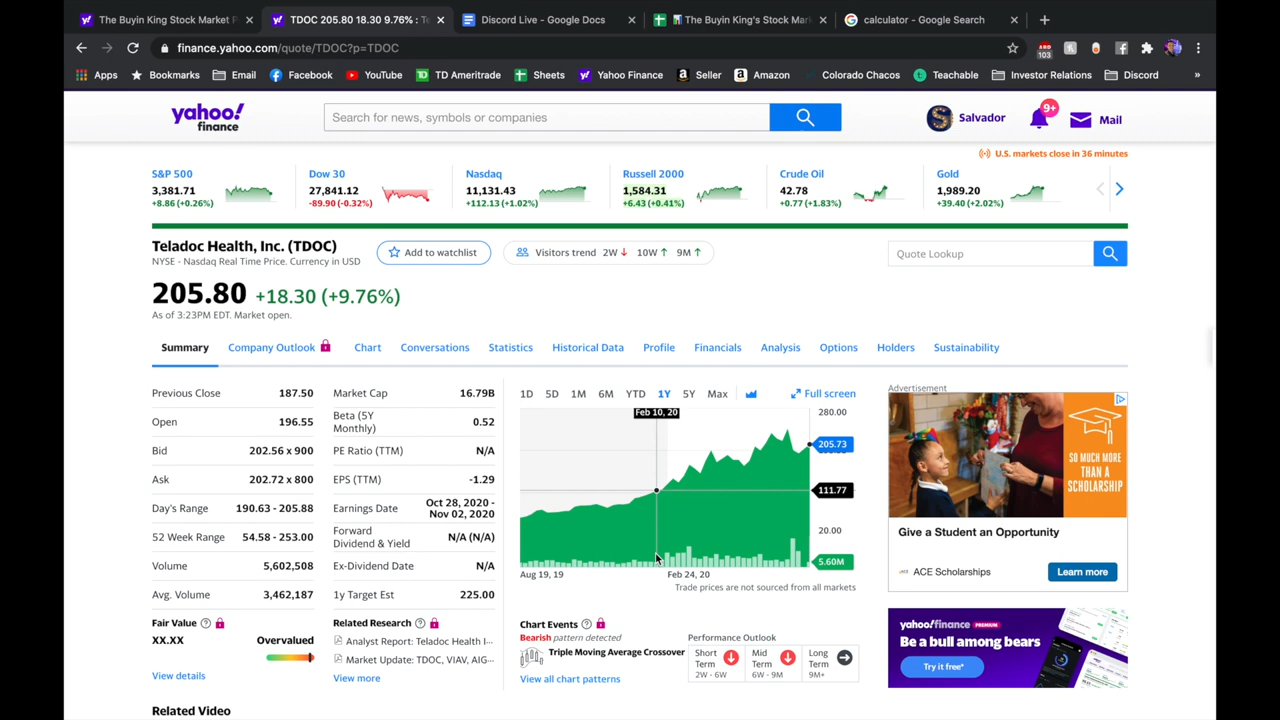 The Buyin King Stock Market P
TDOC 205.80 18.30 9.76% : Te
Discord Live - Google Docs
The Buyin King's Stock Mar
calculator - Google Search
finance.yahoo.com/quote/TDOC?p=TDOC
103
Apps
Bookmarks
Email
Facebook
YouTube
TD Ameritrade
Sheets
Yahoo Finance
Seller
Amazon
Colorado Chacos
Teachable
Investor Relations
Discord
»
yahoo!
finance
Search for news, symbols or companies
Salvador
9+
Mail
U.S. markets close in 36 minutes
S&P 500
3,381.71
+8.86 (+0.26%)
Dow 30
27,841.12
-89.90 (-0.32%)
Nasdaq
11,131.43
+112.13 (+1.02%)
Russell 2000
1,584.31
+6.43 (+0.41%)
Crude Oil
42.78
+0.77 (+1.83%)
Gold
1,989.20
+39.40 (+2.02%)
Teladoc Health, Inc. (TDOC)
NYSE - Nasdaq Real Time Price. Currency in USD
Add to watchlist
Visitors trend 2W ↓ 10W ↑ 9M ↑
Quote Lookup
205.80 +18.30 (+9.76%)
As of 3:23PM EDT. Market open.
Summary
Company Outlook
Chart
Conversations
Statistics
Historical Data
Profile
Financials
Analysis
Options
Holders
Sustainability
Previous Close 187.50
Open 196.55
Bid 202.56 x 900
Ask 202.72 x 800
Day's Range 190.63 - 205.88
52 Week Range 54.58 - 253.00
Volume 5,602,508
Avg. Volume 3,462,187
Market Cap 16.79B
Beta (5Y Monthly) 0.52
PE Ratio (TTM) N/A
EPS (TTM) -1.29
Earnings Date Oct 28, 2020 - Nov 02, 2020
Forward Dividend & Yield N/A (N/A)
Ex-Dividend Date N/A
1y Target Est 225.00
Fair Value
XX.XX Overvalued
View details
Related Research
Analyst Report: Teladoc Health I...
Market Update: TDOC, VIAV, AIG...
View more
1D 5D 1M 6M YTD 1Y 5Y Max
Full screen
Feb 10, 20
280.00
205.73
111.77
20.00
5.60M
Aug 19, 19
Feb 24, 20
Trade prices are not sourced from all markets
Chart Events
Bearish pattern detected
Triple Moving Average Crossover
View all chart patterns
Performance Outlook
Short Term
2W - 6W
Mid Term
6W - 9M
Long Term
9M+
Advertisement
SO MUCH MORE
THAN A
SCHOLARSHIP
Give a Student an Opportunity
ACE Scholarships
Learn more
yahoo!finance PREMIUM
Be a bull among bears
Try it free*
Related Video